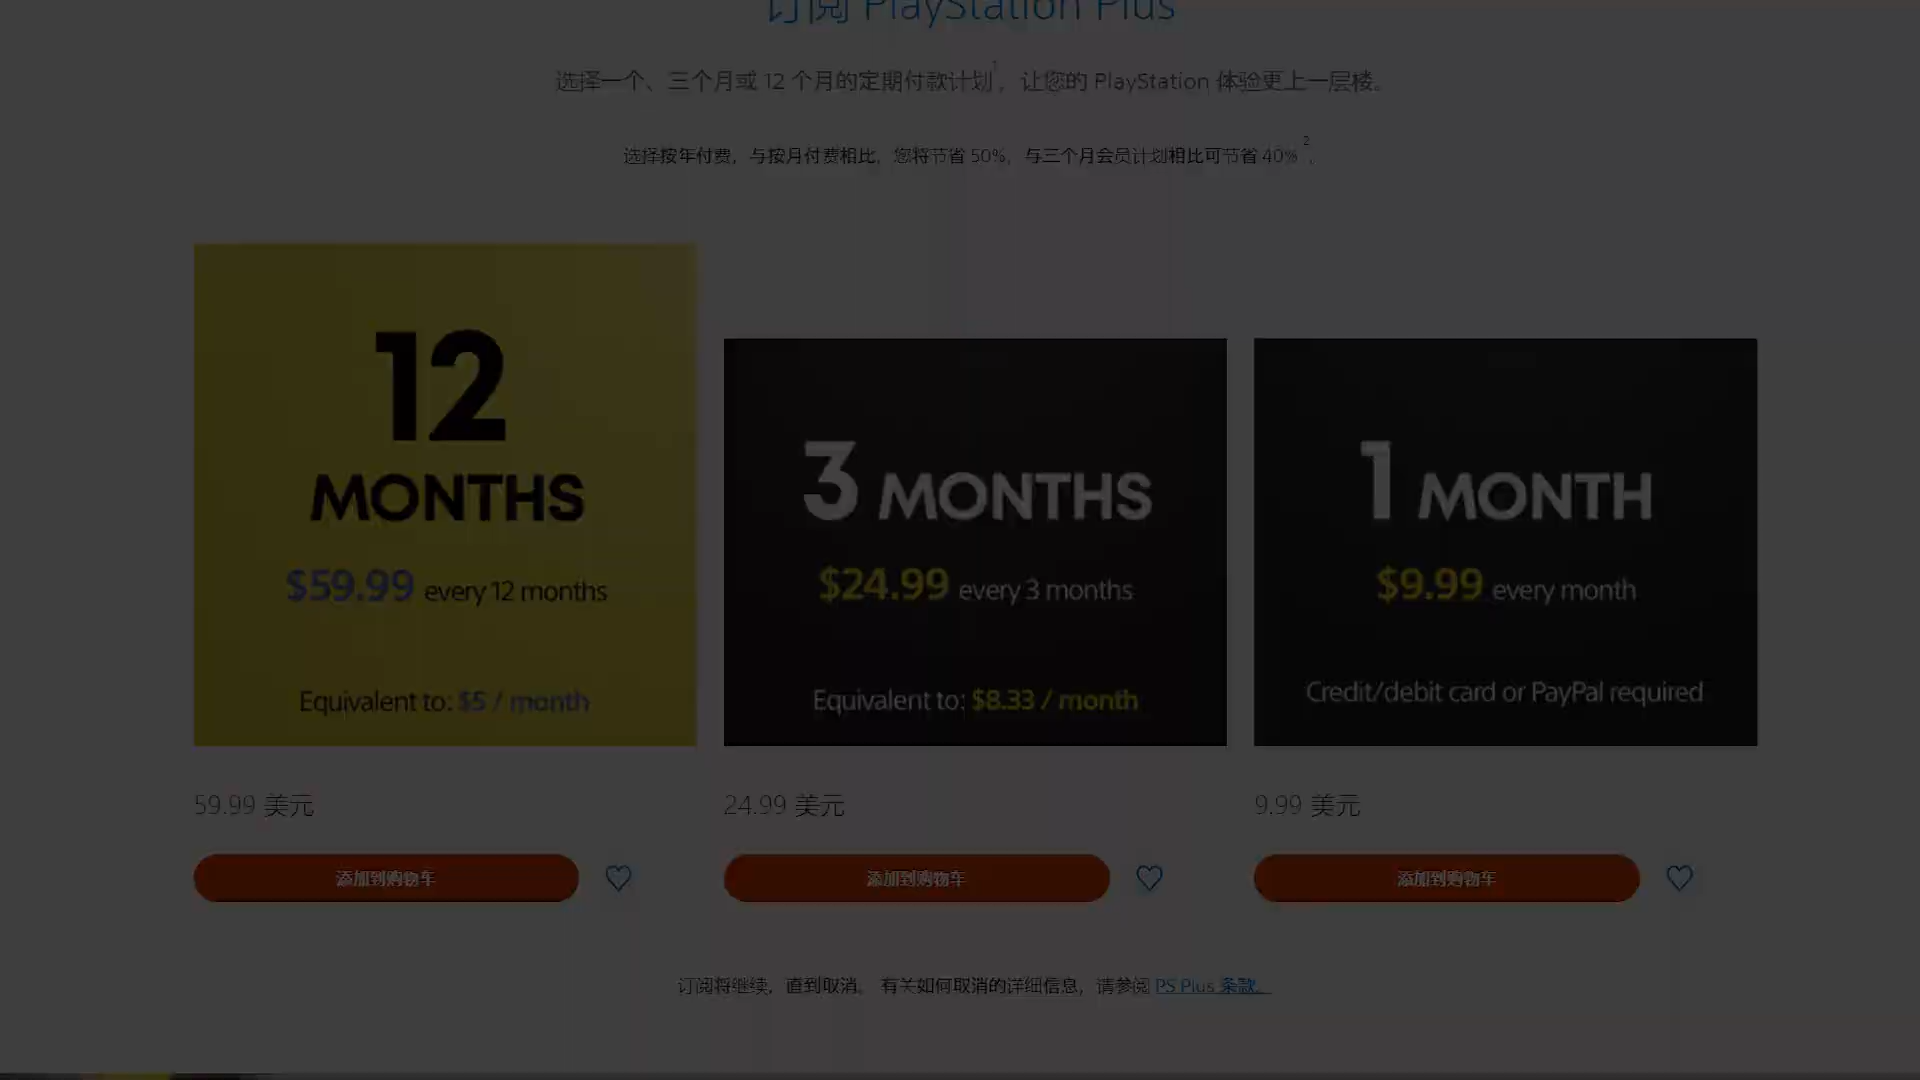 订阅 PlayStation Plus
选择一个、三个月或 12 个月的定期付款计划1，让您的 PlayStation 体验更上一层楼。
选择按年付费，与按月付费相比，您将节省 50%，与三个月会员计划相比可节省 40% 2。
12
MONTHS
$59.99 every 12 months
Equivalent to: $5 / month
3 MONTHS
$24.99 every 3 months
Equivalent to: $8.33 / month
1 MONTH
$9.99 every month
Credit/debit card or PayPal required
59.99 美元
24.99 美元
9.99 美元
添加到购物车
添加到购物车
添加到购物车
订阅将继续，直到取消。 有关如何取消的详细信息，请参阅 PS Plus 条款。